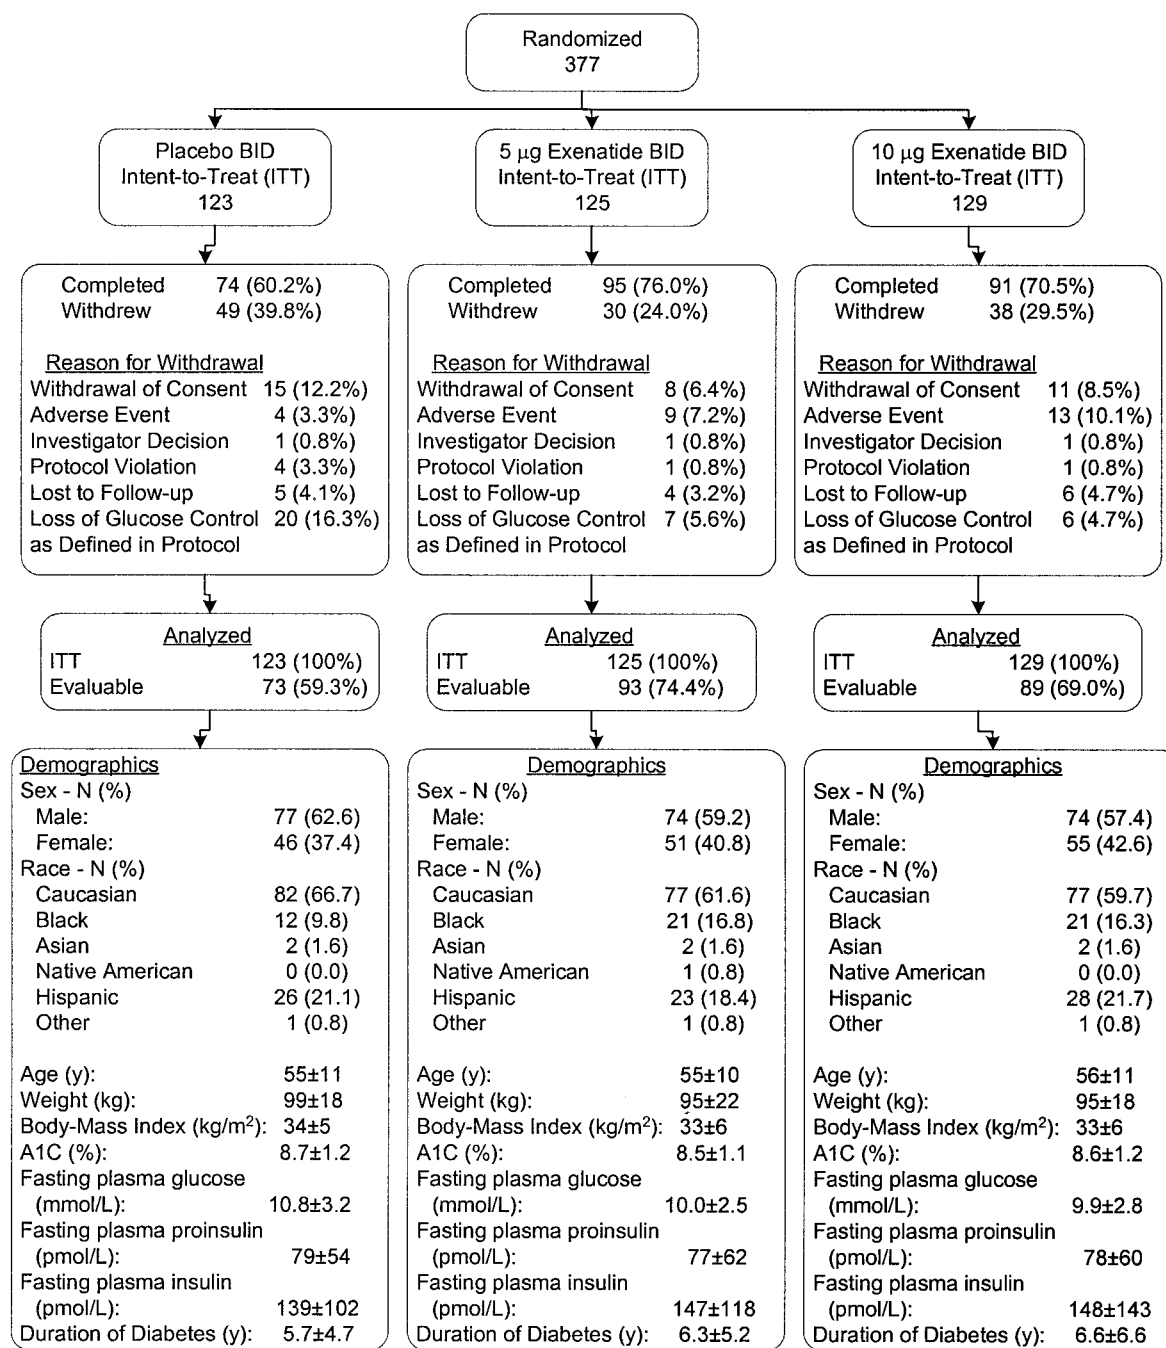 Randomized
377
Placebo BID
Intent-to-Treat (ITT)
123
5 μg Exenatide BID
Intent-to-Treat (ITT)
125
10 μg Exenatide BID
Intent-to-Treat (ITT)
129
Completed 74 (60.2%)
Withdrew 49 (39.8%)
Reason for Withdrawal
Withdrawal of Consent 15 (12.2%)
Adverse Event 4 (3.3%)
Investigator Decision 1 (0.8%)
Protocol Violation 4 (3.3%)
Lost to Follow-up 5 (4.1%)
Loss of Glucose Control 20 (16.3%)
as Defined in Protocol
Completed 95 (76.0%)
Withdrew 30 (24.0%)
Reason for Withdrawal
Withdrawal of Consent 8 (6.4%)
Adverse Event 9 (7.2%)
Investigator Decision 1 (0.8%)
Protocol Violation 1 (0.8%)
Lost to Follow-up 4 (3.2%)
Loss of Glucose Control 7 (5.6%)
as Defined in Protocol
Completed 91 (70.5%)
Withdrew 38 (29.5%)
Reason for Withdrawal
Withdrawal of Consent 11 (8.5%)
Adverse Event 13 (10.1%)
Investigator Decision 1 (0.8%)
Protocol Violation 1 (0.8%)
Lost to Follow-up 6 (4.7%)
Loss of Glucose Control 6 (4.7%)
as Defined in Protocol
Analyzed
ITT 123 (100%)
Evaluable 73 (59.3%)
Analyzed
ITT 125 (100%)
Evaluable 93 (74.4%)
Analyzed
ITT 129 (100%)
Evaluable 89 (69.0%)
Demographics
Sex - N (%)
Male: 77 (62.6)
Female: 46 (37.4)
Race - N (%)
Caucasian 82 (66.7)
Black 12 (9.8)
Asian 2 (1.6)
Native American 0 (0.0)
Hispanic 26 (21.1)
Other 1 (0.8)
Age (y): 55±11
Weight (kg): 99±18
Body-Mass Index (kg/m²): 34±5
A1C (%): 8.7±1.2
Fasting plasma glucose
(mmol/L): 10.8±3.2
Fasting plasma proinsulin
(pmol/L): 79±54
Fasting plasma insulin
(pmol/L): 139±102
Duration of Diabetes (y): 5.7±4.7
Demographics
Sex - N (%)
Male: 74 (59.2)
Female: 51 (40.8)
Race - N (%)
Caucasian 77 (61.6)
Black 21 (16.8)
Asian 2 (1.6)
Native American 1 (0.8)
Hispanic 23 (18.4)
Other 1 (0.8)
Age (y): 55±10
Weight (kg): 95±22
Body-Mass Index (kg/m²): 33±6
A1C (%): 8.5±1.1
Fasting plasma glucose
(mmol/L): 10.0±2.5
Fasting plasma proinsulin
(pmol/L): 77±62
Fasting plasma insulin
(pmol/L): 147±118
Duration of Diabetes (y): 6.3±5.2
Demographics
Sex - N (%)
Male: 74 (57.4)
Female: 55 (42.6)
Race - N (%)
Caucasian 77 (59.7)
Black 21 (16.3)
Asian 2 (1.6)
Native American 0 (0.0)
Hispanic 28 (21.7)
Other 1 (0.8)
Age (y): 56±11
Weight (kg): 95±18
Body-Mass Index (kg/m²): 33±6
A1C (%): 8.6±1.2
Fasting plasma glucose
(mmol/L): 9.9±2.8
Fasting plasma proinsulin
(pmol/L): 78±60
Fasting plasma insulin
(pmol/L): 148±143
Duration of Diabetes (y): 6.6±6.6